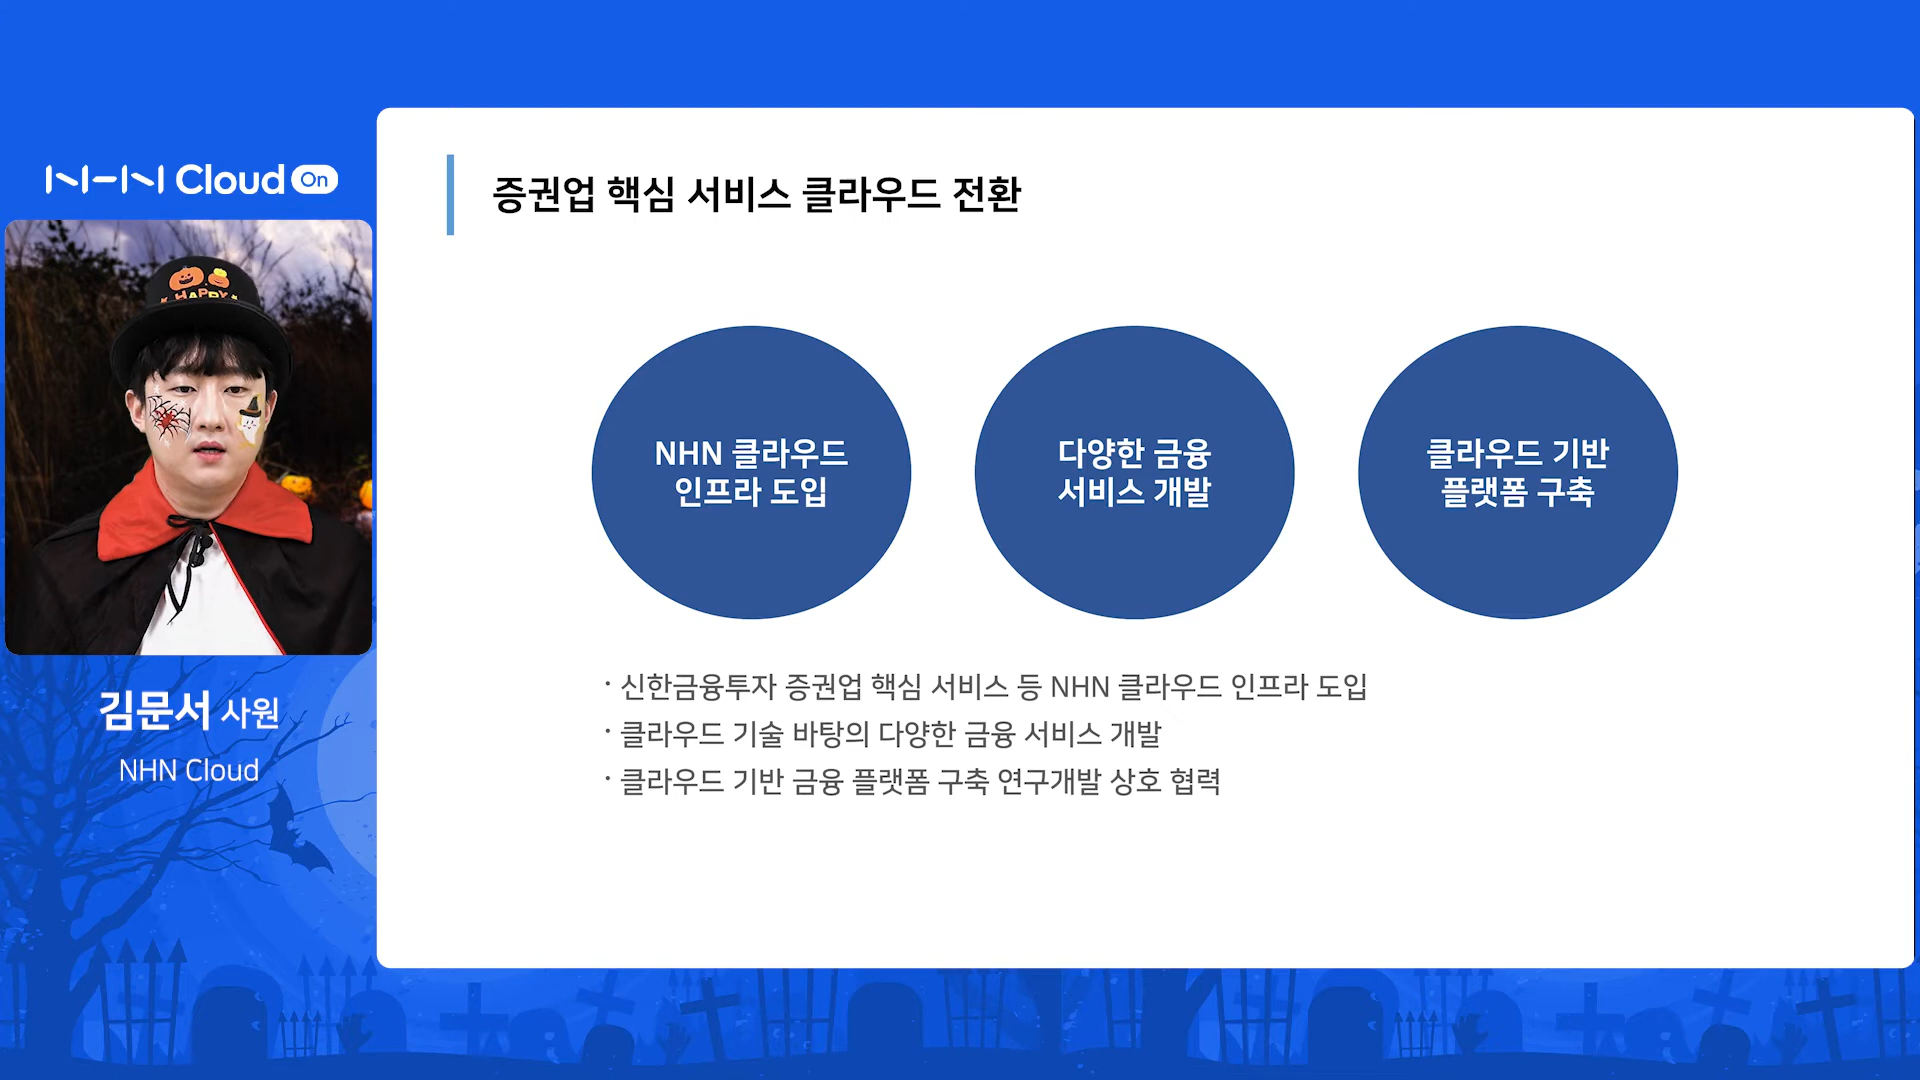 NHN Cloud On
HAPPY
김문서 사원
NHN Cloud
증권업 핵심 서비스 클라우드 전환
NHN 클라우드
인프라 도입
다양한 금융
서비스 개발
클라우드 기반
플랫폼 구축
· 신한금융투자 증권업 핵심 서비스 등 NHN 클라우드 인프라 도입
· 클라우드 기술 바탕의 다양한 금융 서비스 개발
· 클라우드 기반 금융 플랫폼 구축 연구개발 상호 협력